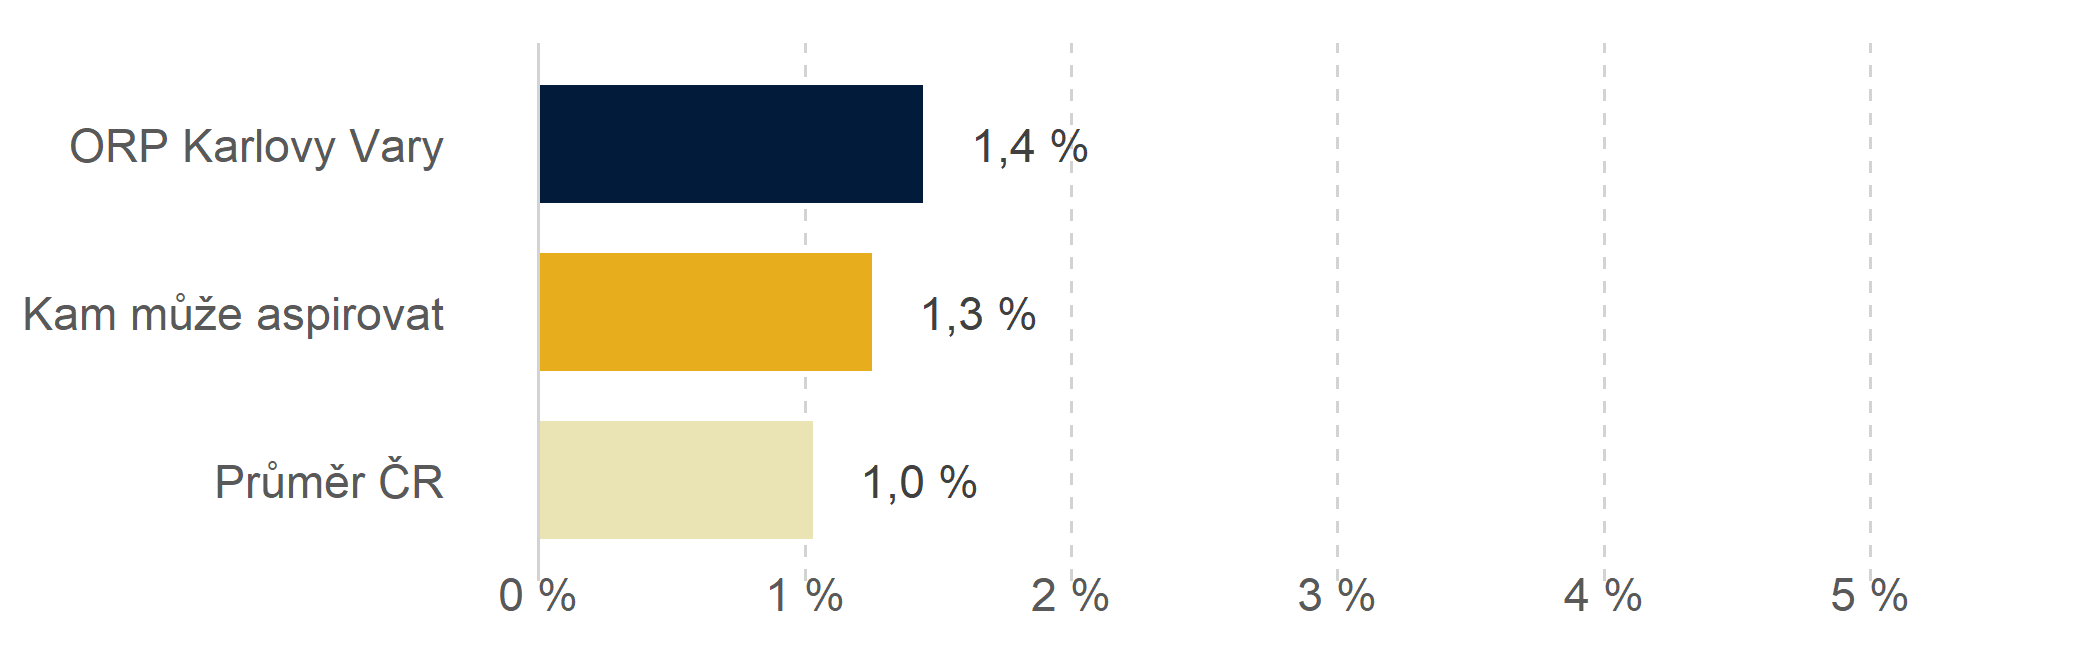 ORP Karlovy Vary 1,4 %
Kam může aspirovat 1,3 %
Průměr ČR 1,0 %
0 % 1 % 2 % 3 % 4 % 5 %